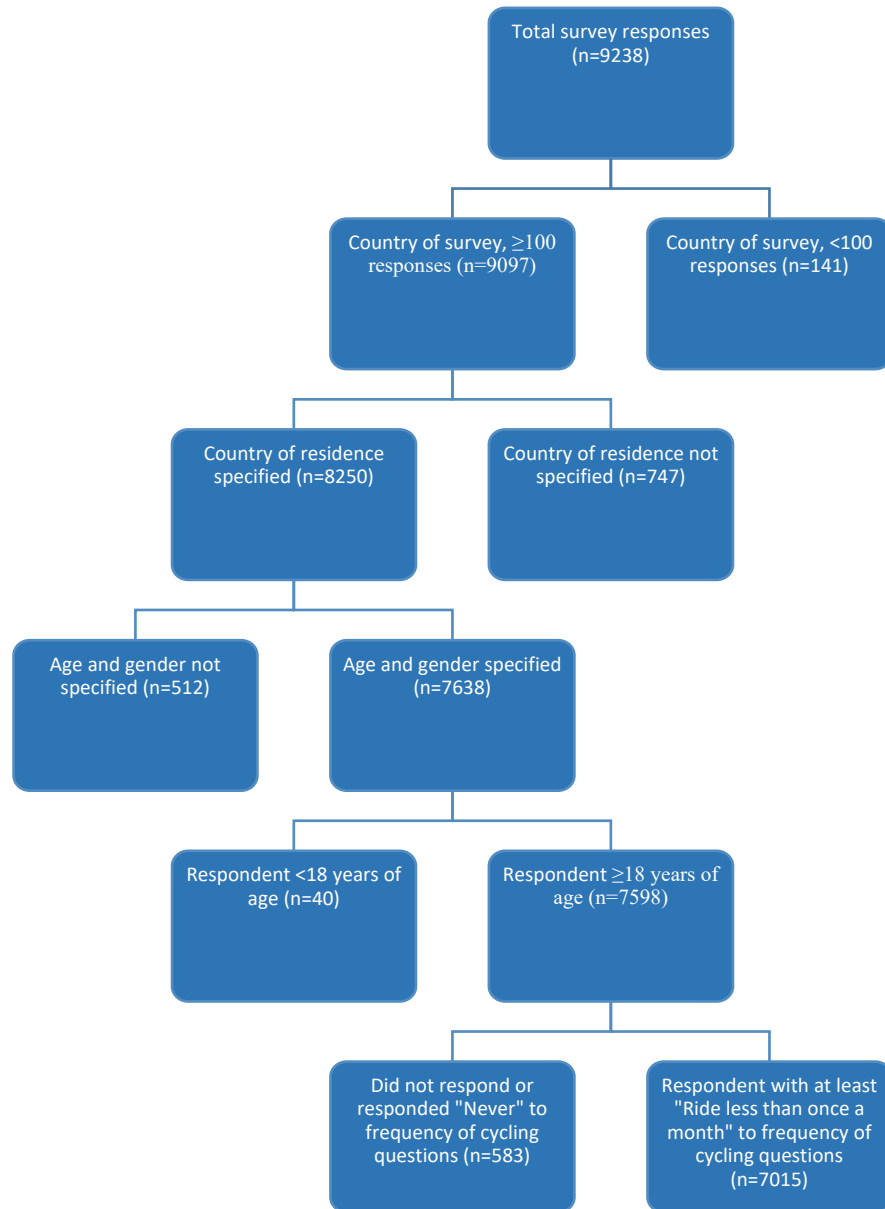 Total survey responses
(n=9238)
Country of survey, ≥100
responses (n=9097)
Country of survey, <100
responses (n=141)
Country of residence
specified (n=8250)
Country of residence not
specified (n=747)
Age and gender not
specified (n=512)
Age and gender specified
(n=7638)
Respondent <18 years of
age (n=40)
Respondent ≥18 years of
age (n=7598)
Did not respond or
responded "Never" to
frequency of cycling
questions (n=583)
Respondent with at least
"Ride less than once a
month" to frequency of
cycling questions
(n=7015)